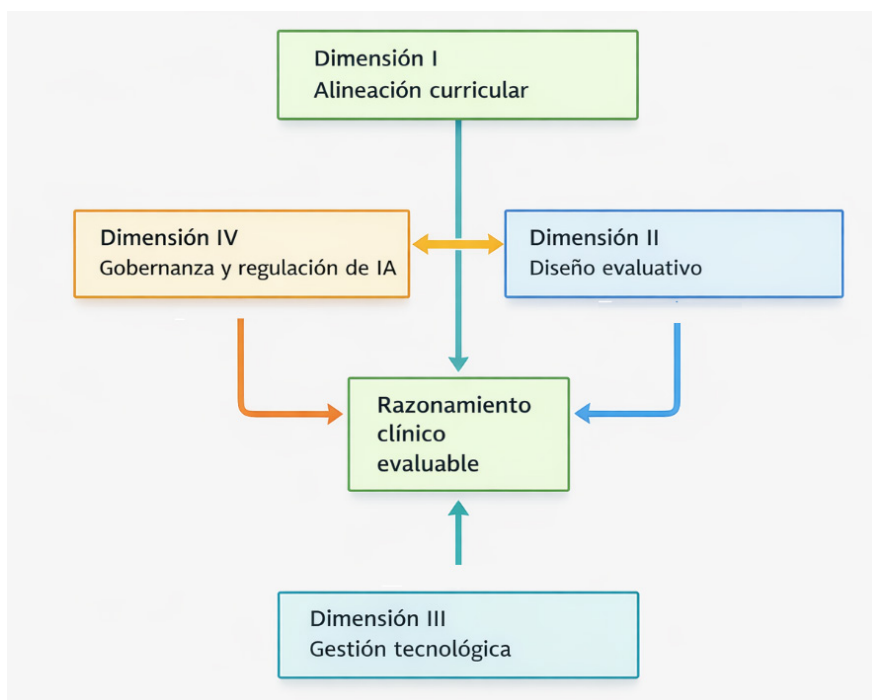 Dimensión I
Alineación curricular
Dimensión IV
Gobernanza y regulación de IA
Dimensión II
Diseño evaluativo
Razonamiento
clínico
evaluable
Dimensión III
Gestión tecnológica